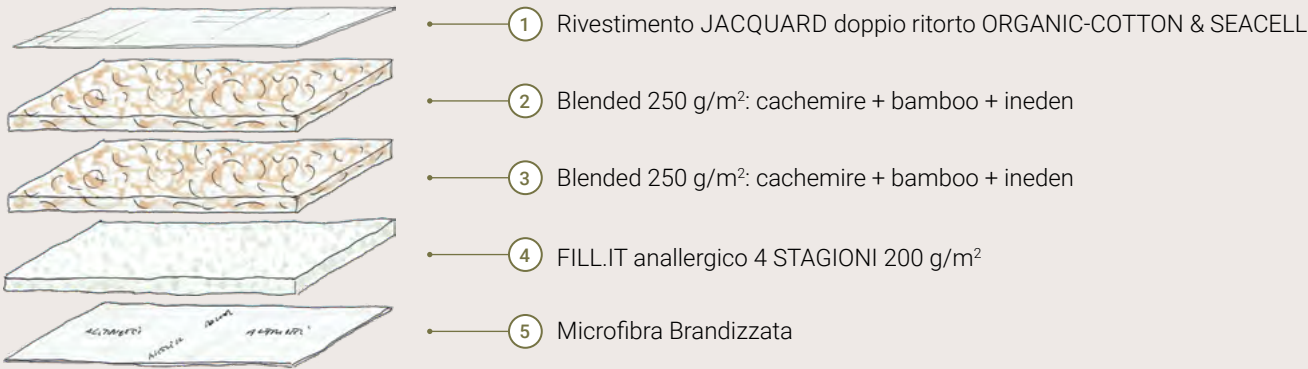 1 Rivestimento JACQUARD doppio ritorto ORGANIC-COTTON & SEACELL
2 Blended 250 g/m²: cachemire + bamboo + ineden
3 Blended 250 g/m²: cachemire + bamboo + ineden
4 FILL.IT anallergico 4 STAGIONI 200 g/m²
5 Microfibra Brandizzata